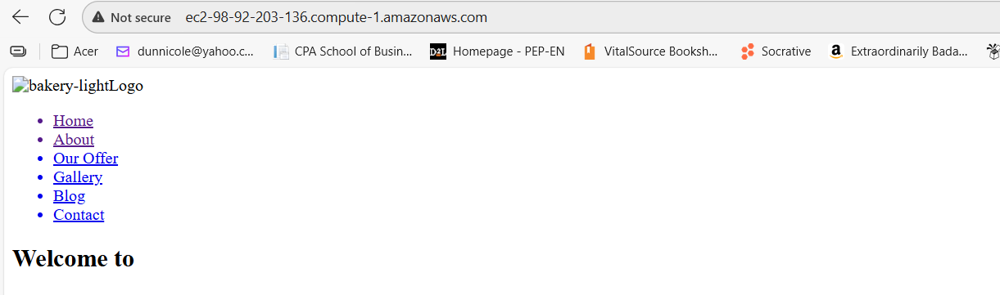 Not secure ec2-98-92-203-136.compute-1.amazonaws.com
Acer dunnicole@yahoo.c... CPA School of Busin... D2L Homepage - PEP-EN VitalSource Booksh... Socrative a Extraordinarily Bada...
bakery-lightLogo
• Home
• About
• Our Offer
• Gallery
• Blog
• Contact
Welcome to